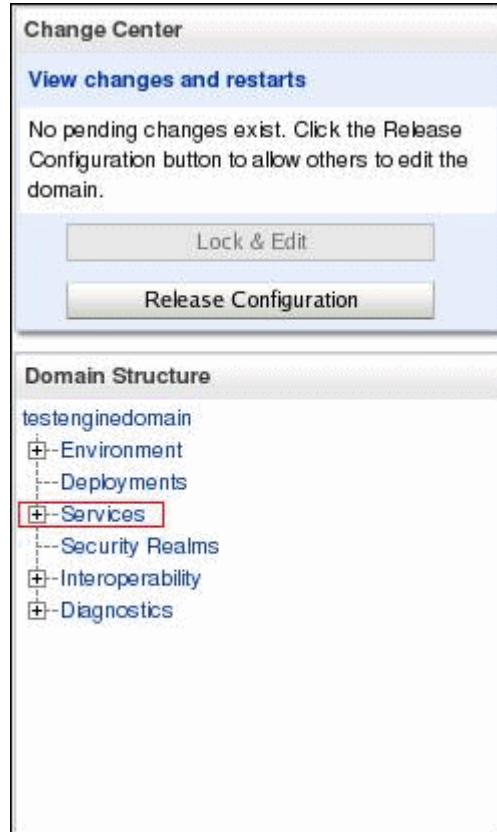 Change Center
View changes and restarts
No pending changes exist. Click the Release
Configuration button to allow others to edit the
domain.
Lock & Edit
Release Configuration
Domain Structure
testenginedomain
Environment
Deployments
Services
Security Realms
Interoperability
Diagnostics